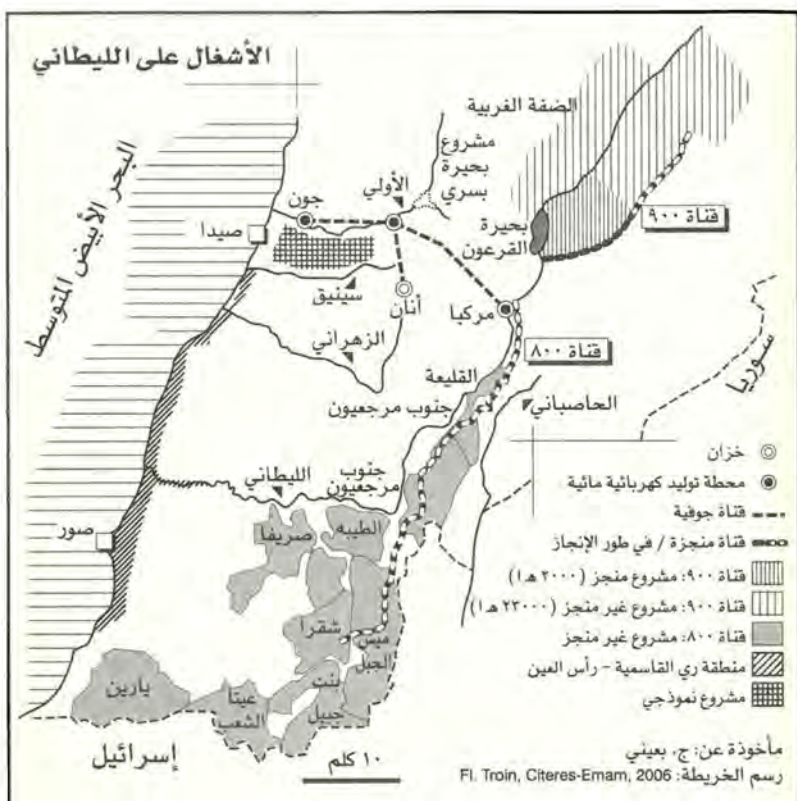 الأشغال على الليطاني
الضفة الغربية
مشروع
بحيرة
بسري
الأولي
جون
البحر الأبيض المتوسط
صيدا
بحيرة
القرعون
قناة ٩٠٠
سينيق
أنان
مركبا
الزهراني
قناة ٨٠٠
سوريا
القليعة
الحاصباني
جنوب مرجعيون
جنوب
مرجعيون
الليطاني
صور
صريفا
الطيبه
شقرا
ميس
الجبل
بنت
جبيل
عيتا
الشعب
يارين
إسرائيل
١٠ كلم
خزان
محطة توليد كهربائية مائية
قناة جوفية
قناة منجزة / في طور الإنجاز
قناة ٩٠٠: مشروع منجز (٢٠٠٠ هـ١)
قناة ٩٠٠: مشروع غير منجز (٢٣٠٠٠ هـ١)
قناة ٨٠٠: مشروع غير منجز
منطقة ري القاسمية - رأس العين
مشروع نموذجي
مأخوذة عن: ج. بعيني
رسم الخريطة: Fl. Troin, Citeres-Emam, 2006